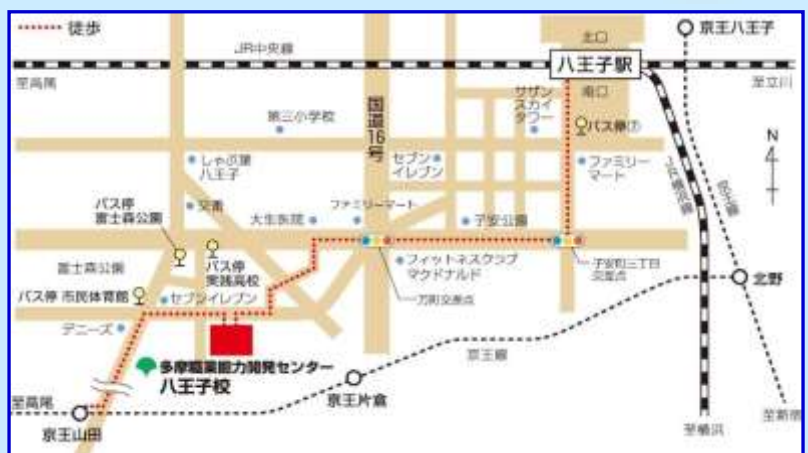 徒歩
京王八王子
北口
JR中央線
八王子駅
至高尾
至立川
南口
サザン
スカイ
タワー
国道16号
第三小学校
バス停⑦
N
しゃぶ葉
八王子
セブン
イレブン
ファミリー
マート
JR横浜線
京王線
バス停
富士森公園
交番
大生医院
ファミリーマート
子安公園
富士森公園
バス停
実践高校
フィットネスクラブ
マクドナルド
子安町三丁目
交差点
北野
バス停 市民体育館
セブンイレブン
万町交差点
デニーズ
京王線
多摩職業能力開発センター
八王子校
京王片倉
至高尾
京王山田
至横浜
至新宿